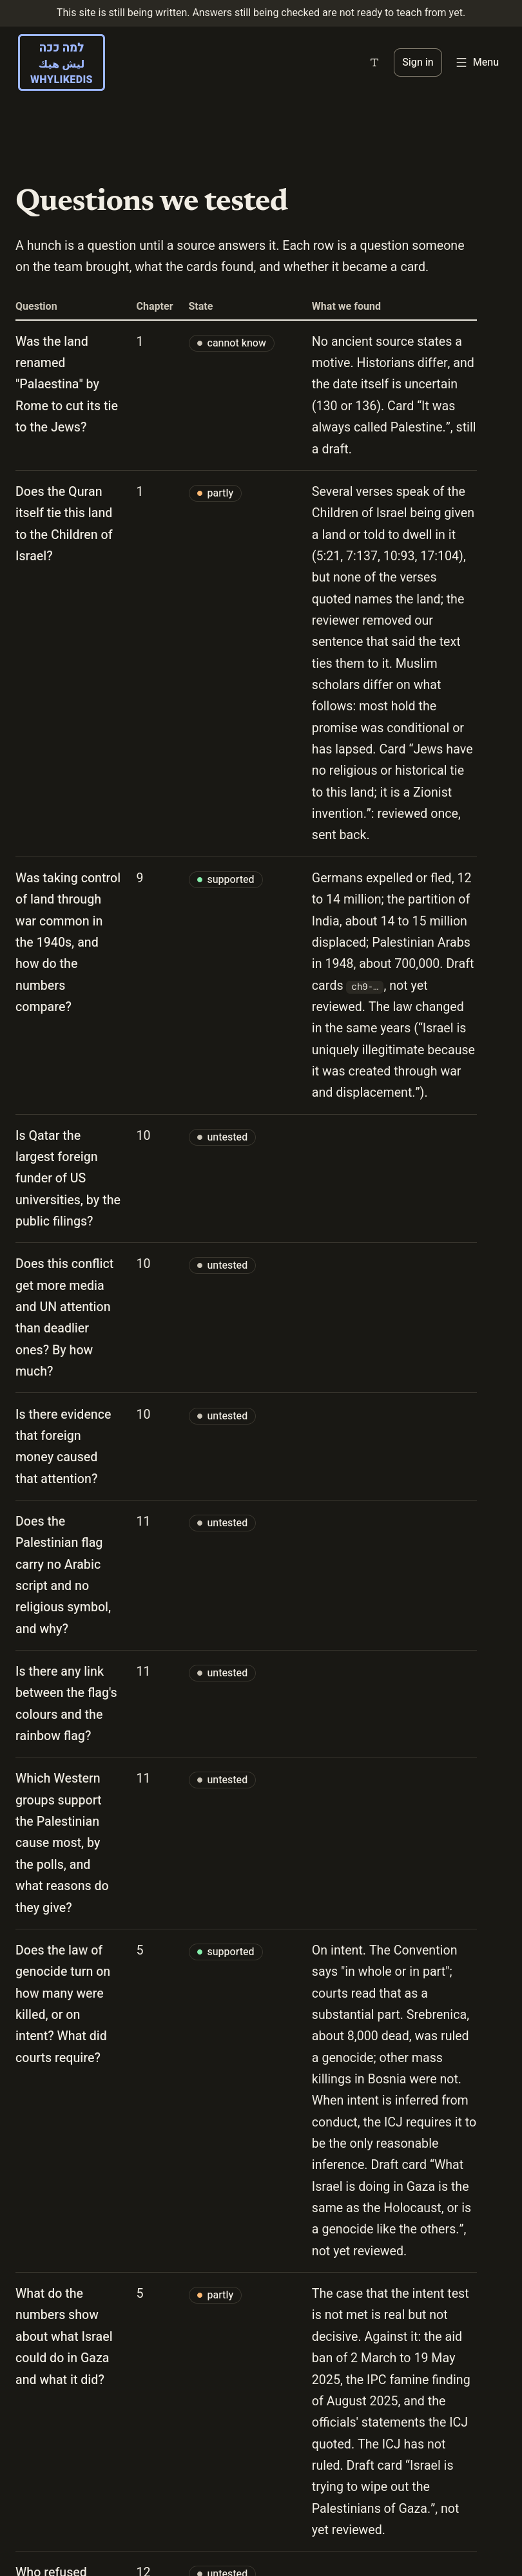 This site is still being written. Answers still being checked are not ready to teach from yet.
למה ככה
ليش هيك
WHYLIKEDIS
T
Sign in
Menu
Questions we tested
A hunch is a question until a source answers it. Each row is a question someone
on the team brought, what the cards found, and whether it became a card.
Question Chapter State What we found
Was the land
renamed
"Palaestina" by
Rome to cut its tie
to the Jews?
1
cannot know
No ancient source states a
motive. Historians differ, and
the date itself is uncertain
(130 or 136). Card “It was
always called Palestine.”, still
a draft.
Does the Quran
itself tie this land
to the Children of
Israel?
1
partly
Several verses speak of the
Children of Israel being given
a land or told to dwell in it
(5:21, 7:137, 10:93, 17:104),
but none of the verses
quoted names the land; the
reviewer removed our
sentence that said the text
ties them to it. Muslim
scholars differ on what
follows: most hold the
promise was conditional or
has lapsed. Card “Jews have
no religious or historical tie
to this land; it is a Zionist
invention.”: reviewed once,
sent back.
Was taking control
of land through
war common in
the 1940s, and
how do the
numbers
compare?
9
supported
Germans expelled or fled, 12
to 14 million; the partition of
India, about 14 to 15 million
displaced; Palestinian Arabs
in 1948, about 700,000. Draft
cards ch9-… , not yet
reviewed. The law changed
in the same years (“Israel is
uniquely illegitimate because
it was created through war
and displacement.”).
Is Qatar the
largest foreign
funder of US
universities, by the
public filings?
10
untested
Does this conflict
get more media
and UN attention
than deadlier
ones? By how
much?
10
untested
Is there evidence
that foreign
money caused
that attention?
10
untested
Does the
Palestinian flag
carry no Arabic
script and no
religious symbol,
and why?
11
untested
Is there any link
between the flag's
colours and the
rainbow flag?
11
untested
Which Western
groups support
the Palestinian
cause most, by
the polls, and
what reasons do
they give?
11
untested
Does the law of
genocide turn on
how many were
killed, or on
intent? What did
courts require?
5
supported
On intent. The Convention
says "in whole or in part";
courts read that as a
substantial part. Srebrenica,
about 8,000 dead, was ruled
a genocide; other mass
killings in Bosnia were not.
When intent is inferred from
conduct, the ICJ requires it to
be the only reasonable
inference. Draft card “What
Israel is doing in Gaza is the
same as the Holocaust, or is
a genocide like the others.”,
not yet reviewed.
What do the
numbers show
about what Israel
could do in Gaza
and what it did?
5
partly
The case that the intent test
is not met is real but not
decisive. Against it: the aid
ban of 2 March to 19 May
2025, the IPC famine finding
of August 2025, and the
officials' statements the ICJ
quoted. The ICJ has not
ruled. Draft card “Israel is
trying to wipe out the
Palestinians of Gaza.”, not
yet reviewed.
Who refused
12
untested